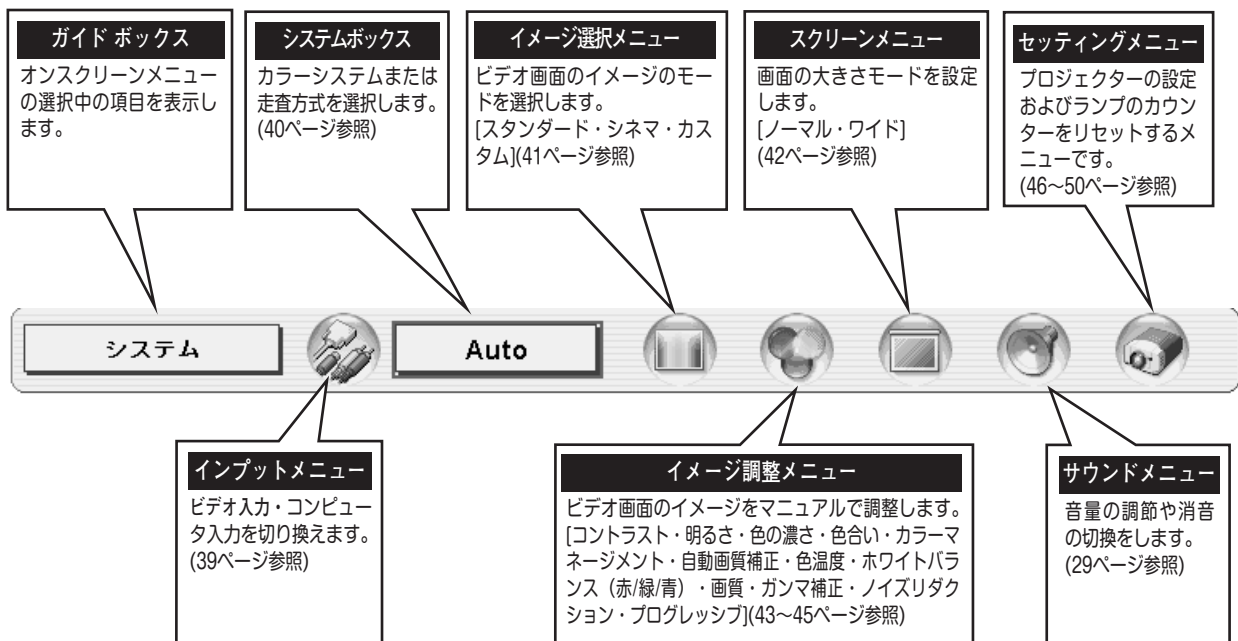 ガイド ボックス
オンスクリーンメニュー
の選択中の項目を表示し
ます。
システムボックス
カラーシステムまたは
走査方式を選択します。
(40ページ参照)
イメージ選択メニュー
ビデオ画面のイメージのモー
ドを選択します。
[スタンダード・シネマ・カス
タム](41ページ参照)
スクリーンメニュー
画面の大きさモードを設定
します。
[ノーマル・ワイド]
(42ページ参照)
セッティングメニュー
プロジェクターの設定
およびランプのカウン
ターをリセットするメ
ニューです。
(46〜50ページ参照)
システム
Auto
インプットメニュー
ビデオ入力・コンピュー
タ入力を切り換えます。
(39ページ参照)
イメージ調整メニュー
ビデオ画面のイメージをマニュアルで調整します。
[コントラスト・明るさ・色の濃さ・色合い・カラーマ
ネージメント・自動画質補正・色温度・ホワイトバラ
ンス（赤/緑/青）・画質・ガンマ補正・ノイズリダク
ション・プログレッシブ](43〜45ページ参照)
サウンドメニュー
音量の調節や消音
の切換をします。
(29ページ参照)